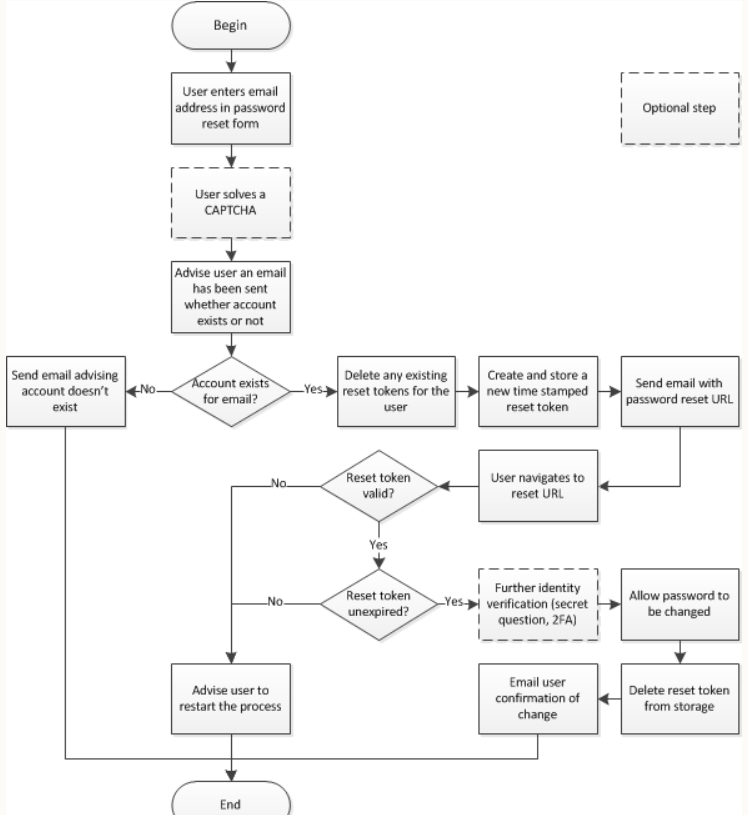 Begin
User enters email
address in password
reset form
Optional step
User solves a
CAPTCHA
Advise user an email
has been sent
whether account
exists or not
Send email advising
account doesn't
exist
No
Account exists
for email?
Yes
Delete any existing
reset tokens for the
user
Create and store a
new time stamped
reset token
Send email with
password reset URL
No
Reset token
valid?
User navigates to
reset URL
Yes
No
Reset token
unexpired?
Yes
Further identity
verification (secret
question, 2FA)
Allow password to
be changed
Advise user to
restart the process
Email user
confirmation of
change
Delete reset token
from storage
End